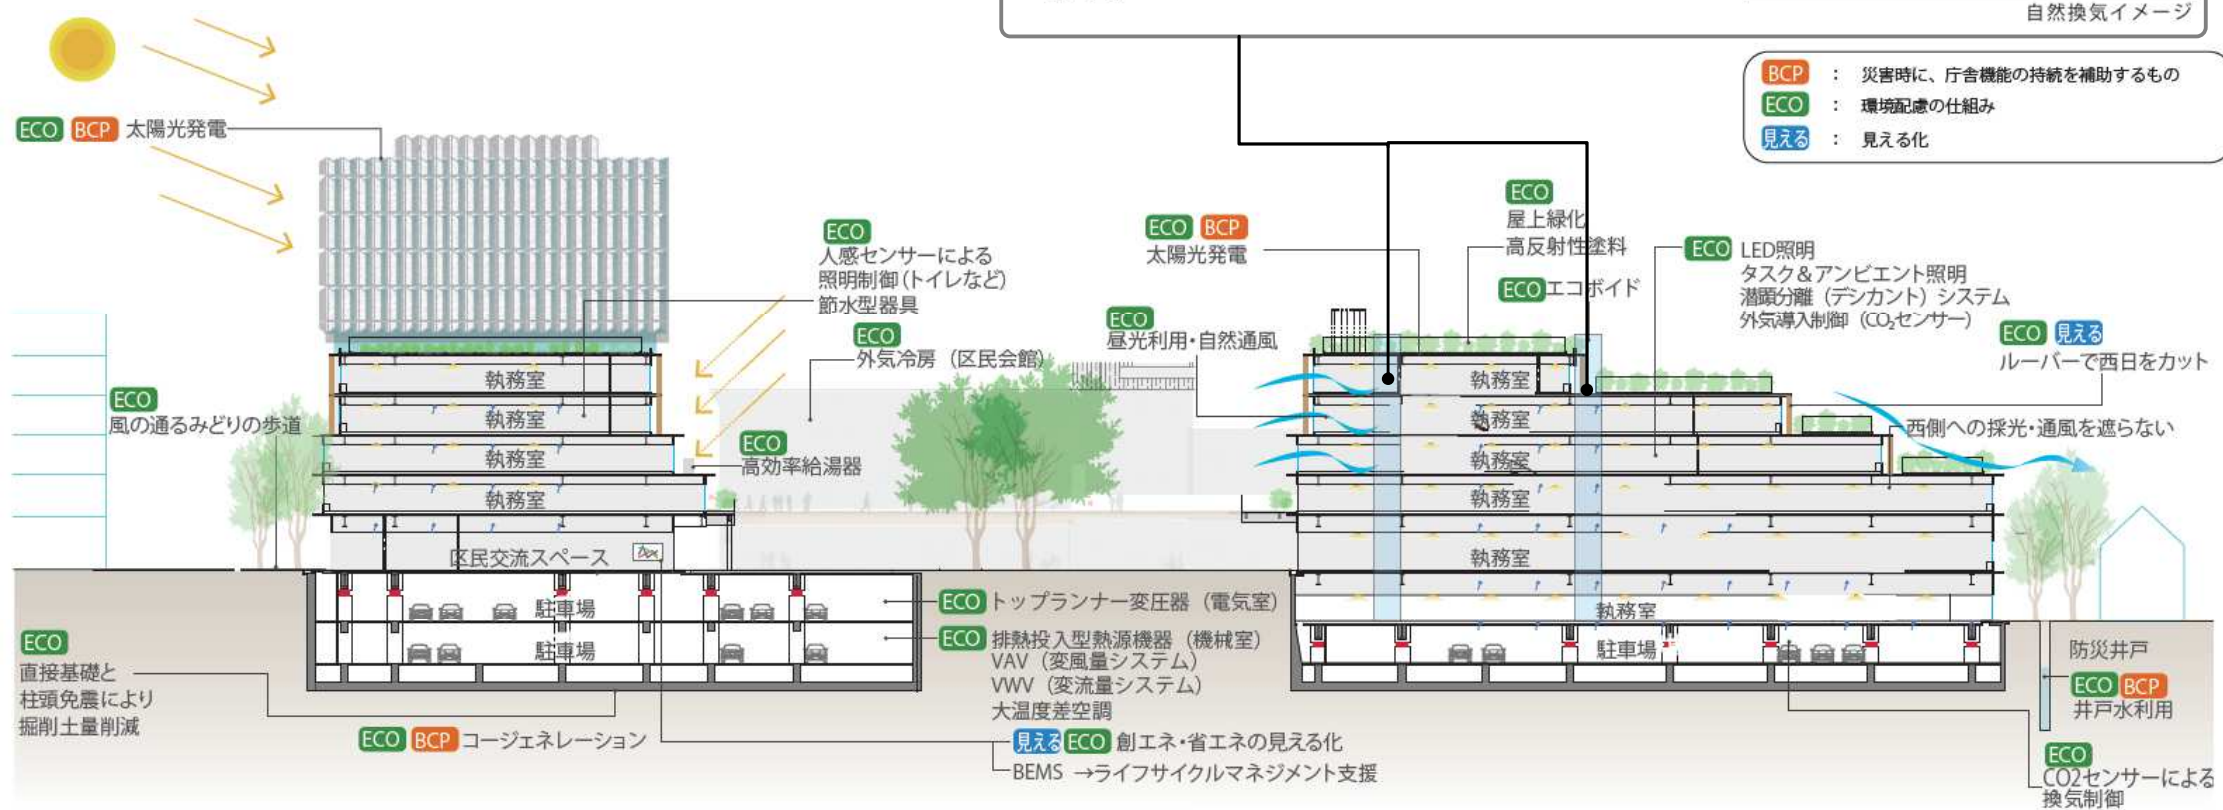 自然換気イメージ
BCP : 災害時に、庁舎機能の持続を補助するもの
ECO : 環境配慮の仕組み
見える : 見える化
ECO BCP 太陽光発電
ECO
人感センサーによる
照明制御(トイレなど)
節水型器具
ECO
外気冷房(区民会館)
ECO
高効率給湯器
ECO
風の通るみどりの歩道
執務室
執務室
執務室
執務室
区民交流スペース
駐車場
駐車場
ECO
直接基礎と
柱頭免震により
掘削土量削減
ECO BCP コージェネレーション
ECO トップランナー変圧器(電気室)
ECO 排熱投入型熱源機器(機械室)
VAV(変風量システム)
VWV(変流量システム)
大温度差空調
見える ECO 創エネ・省エネの見える化
BEMS →ライフサイクルマネジメント支援
ECO BCP
太陽光発電
ECO
昼光利用・自然通風
ECO
屋上緑化
高反射性塗料
ECO エコボイド
ECO LED照明
タスク&アンビエント照明
潜顕分離(デシカント)システム
外気導入制御(CO₂センサー)
ECO 見える
ルーバーで西日をカット
西側への採光・通風を遮らない
執務室
執務室
執務室
執務室
執務室
執務室
駐車場
防災井戸
ECO BCP
井戸水利用
ECO
CO2センサーによる
換気制御